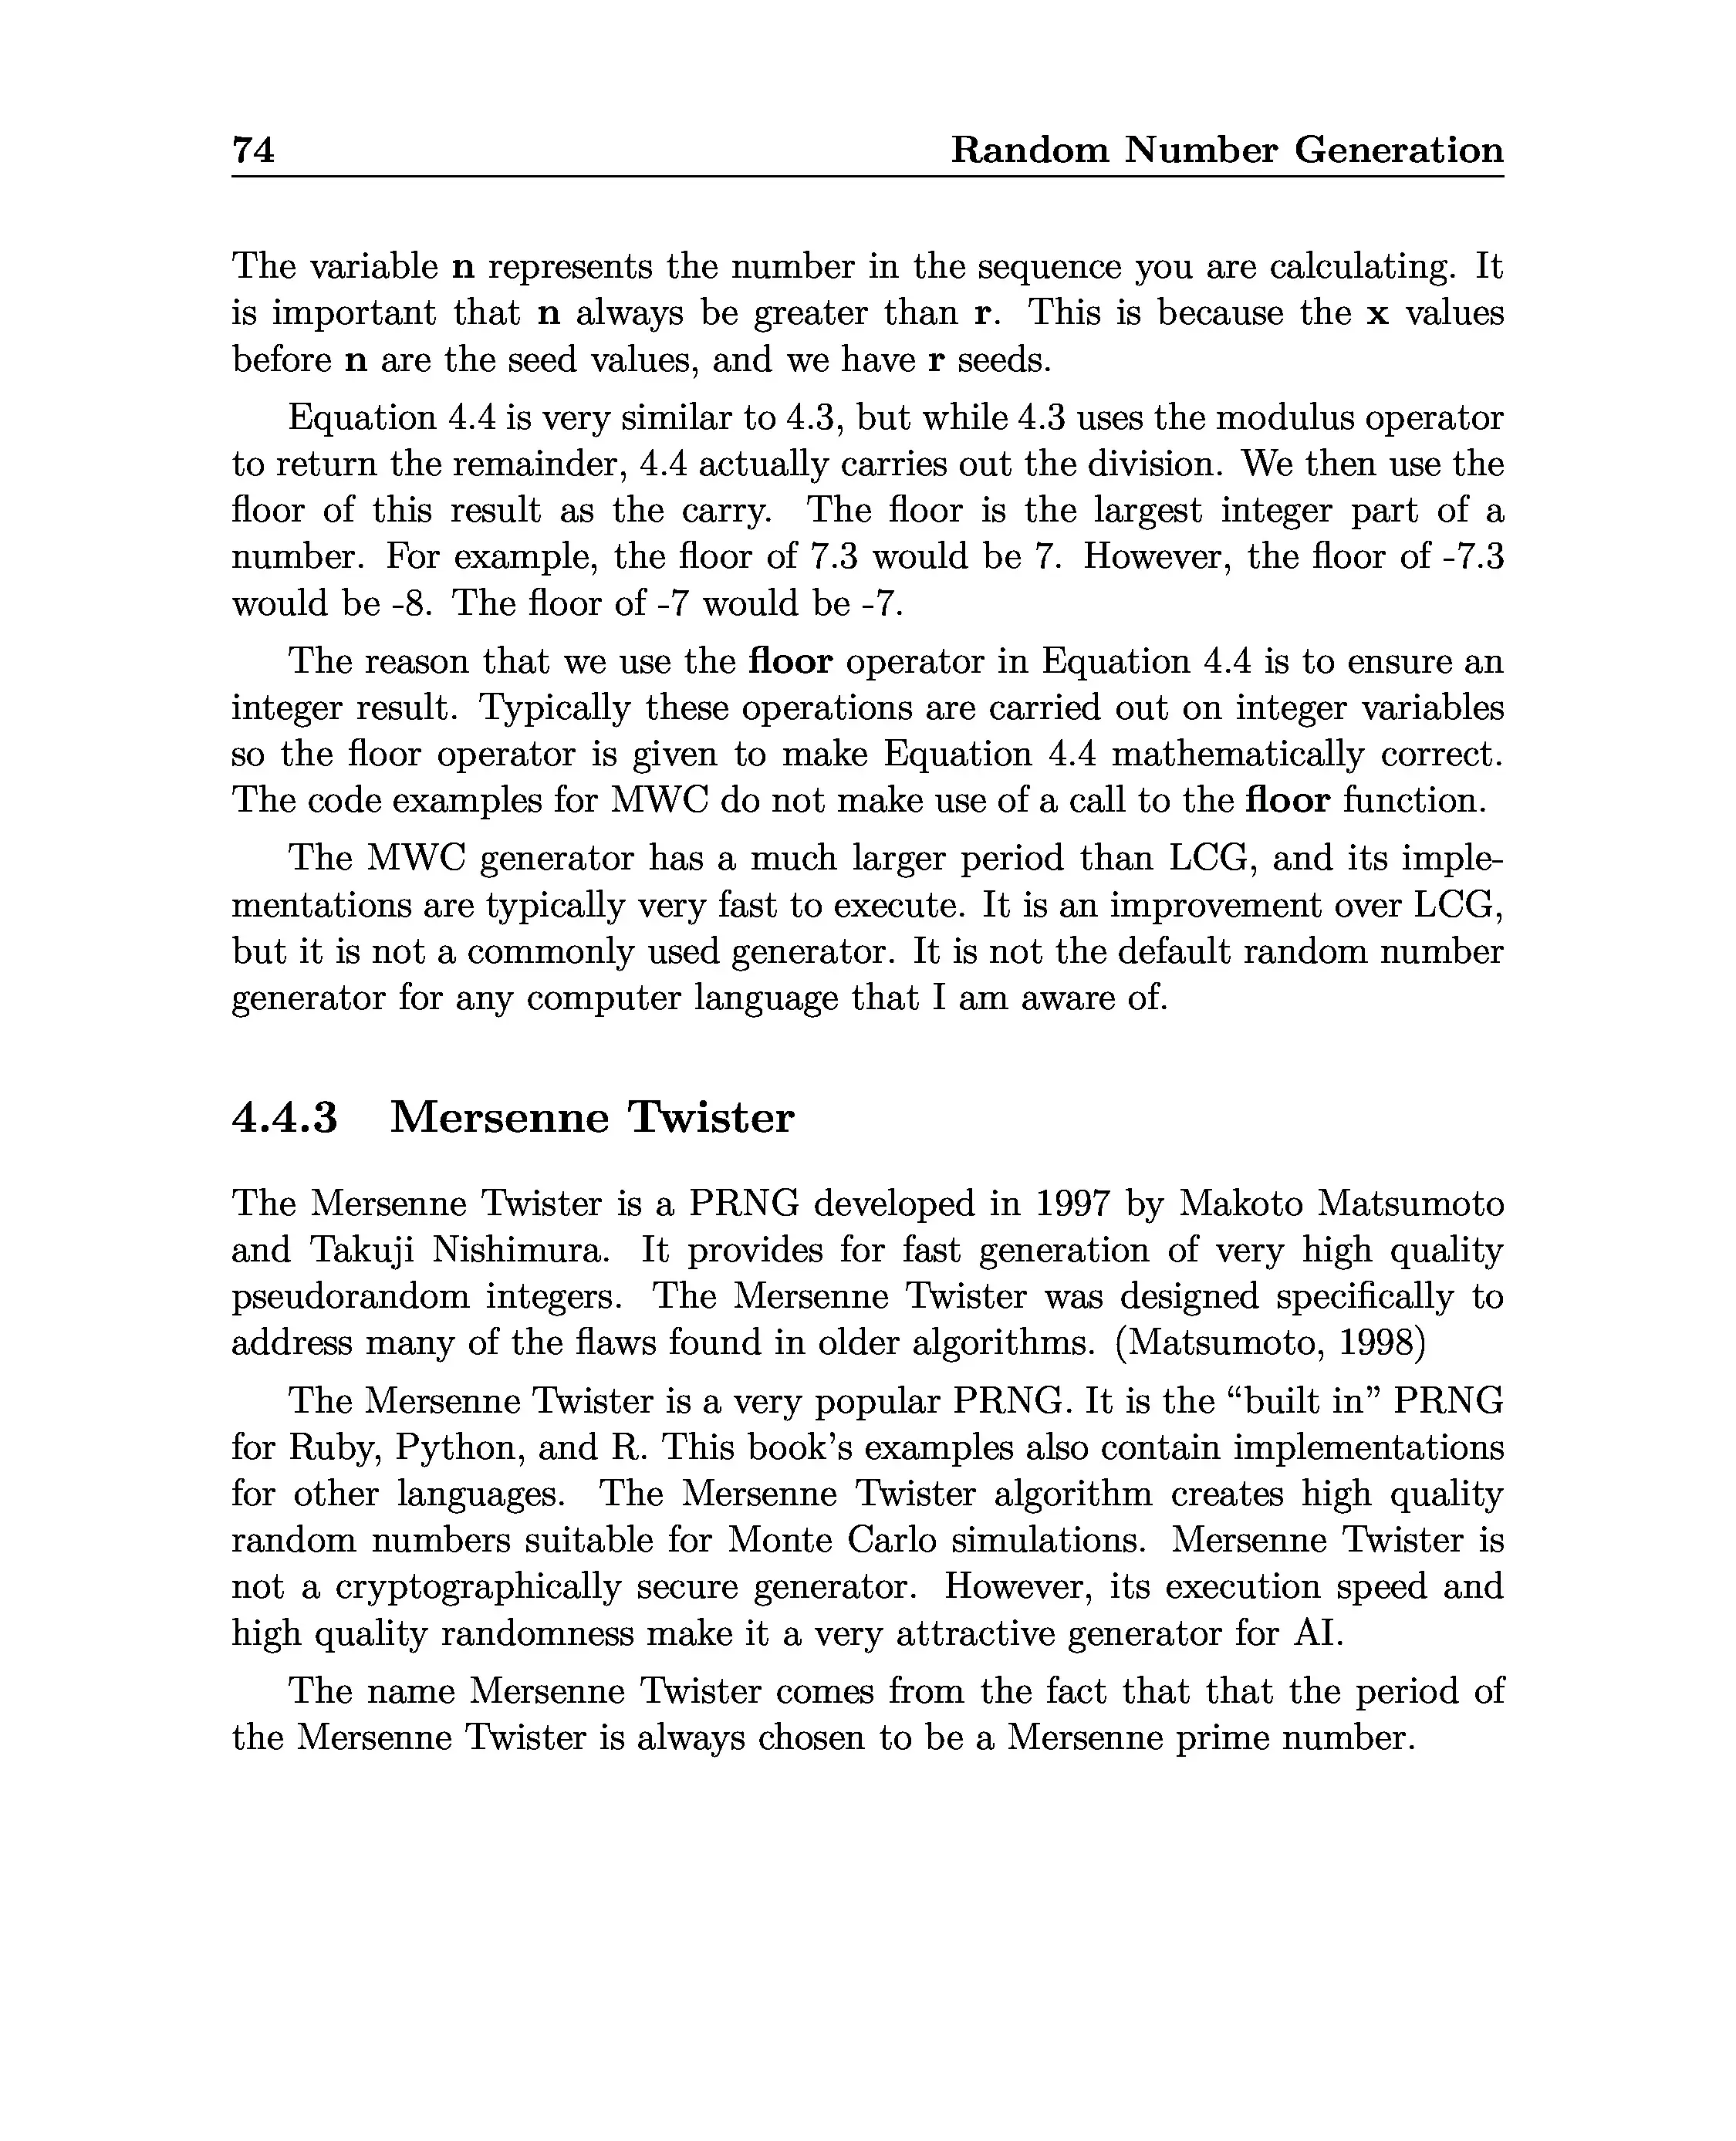 74 Random Number Generation
The variable n represents the number in the sequence you are calculating. It
is important that n always be greater than r. This is because the x values
before n are the seed values, and we have r seeds.
Equation 4.4 is very similar to 4.3, but while 4.3 uses the modulus operator
to return the remainder, 4.4 actually carries out the division. We then use the
floor of this result as the carry. The floor is the largest integer part of a
number. For example, the floor of 7.3 would be 7. However, the floor of -7.3
would be -8. The floor of -7 would be -7.
The reason that we use the floor operator in Equation 4.4 is to ensure an
integer result. Typically these operations are carried out on integer variables
so the floor operator is given to make Equation 4.4 mathematically correct.
The code examples for MWC do not make use of a call to the floor function.
The MWC generator has a much larger period than LCG, and its imple-
mentations are typically very fast to execute. It is an improvement over LCG,
but it is not a commonly used generator. It is not the default random number
generator for any computer language that I am aware of.
4.4.3 Mersenne Twister
The Mersenne Twister is a PRNG developed in 1997 by Makoto Matsumoto
and Takuji Nishimura. It provides for fast generation of very high quality
pseudorandom integers. The Mersenne Twister was designed specifically to
address many of the flaws found in older algorithms. (Matsumoto, 1998)
The Mersenne Twister is a very popular PRNG. It is the “built in” PRNG
for Ruby, Python, and R. This book’s examples also contain implementations
for other languages. The Mersenne Twister algorithm creates high quality
random numbers suitable for Monte Carlo simulations. Mersenne Twister is
not a cryptographically secure generator. However, its execution speed and
high quality randomness make it a very attractive generator for AI.
The name Mersenne Twister comes from the fact that that the period of
the Mersenne Twister is always chosen to be a Mersenne prime number.